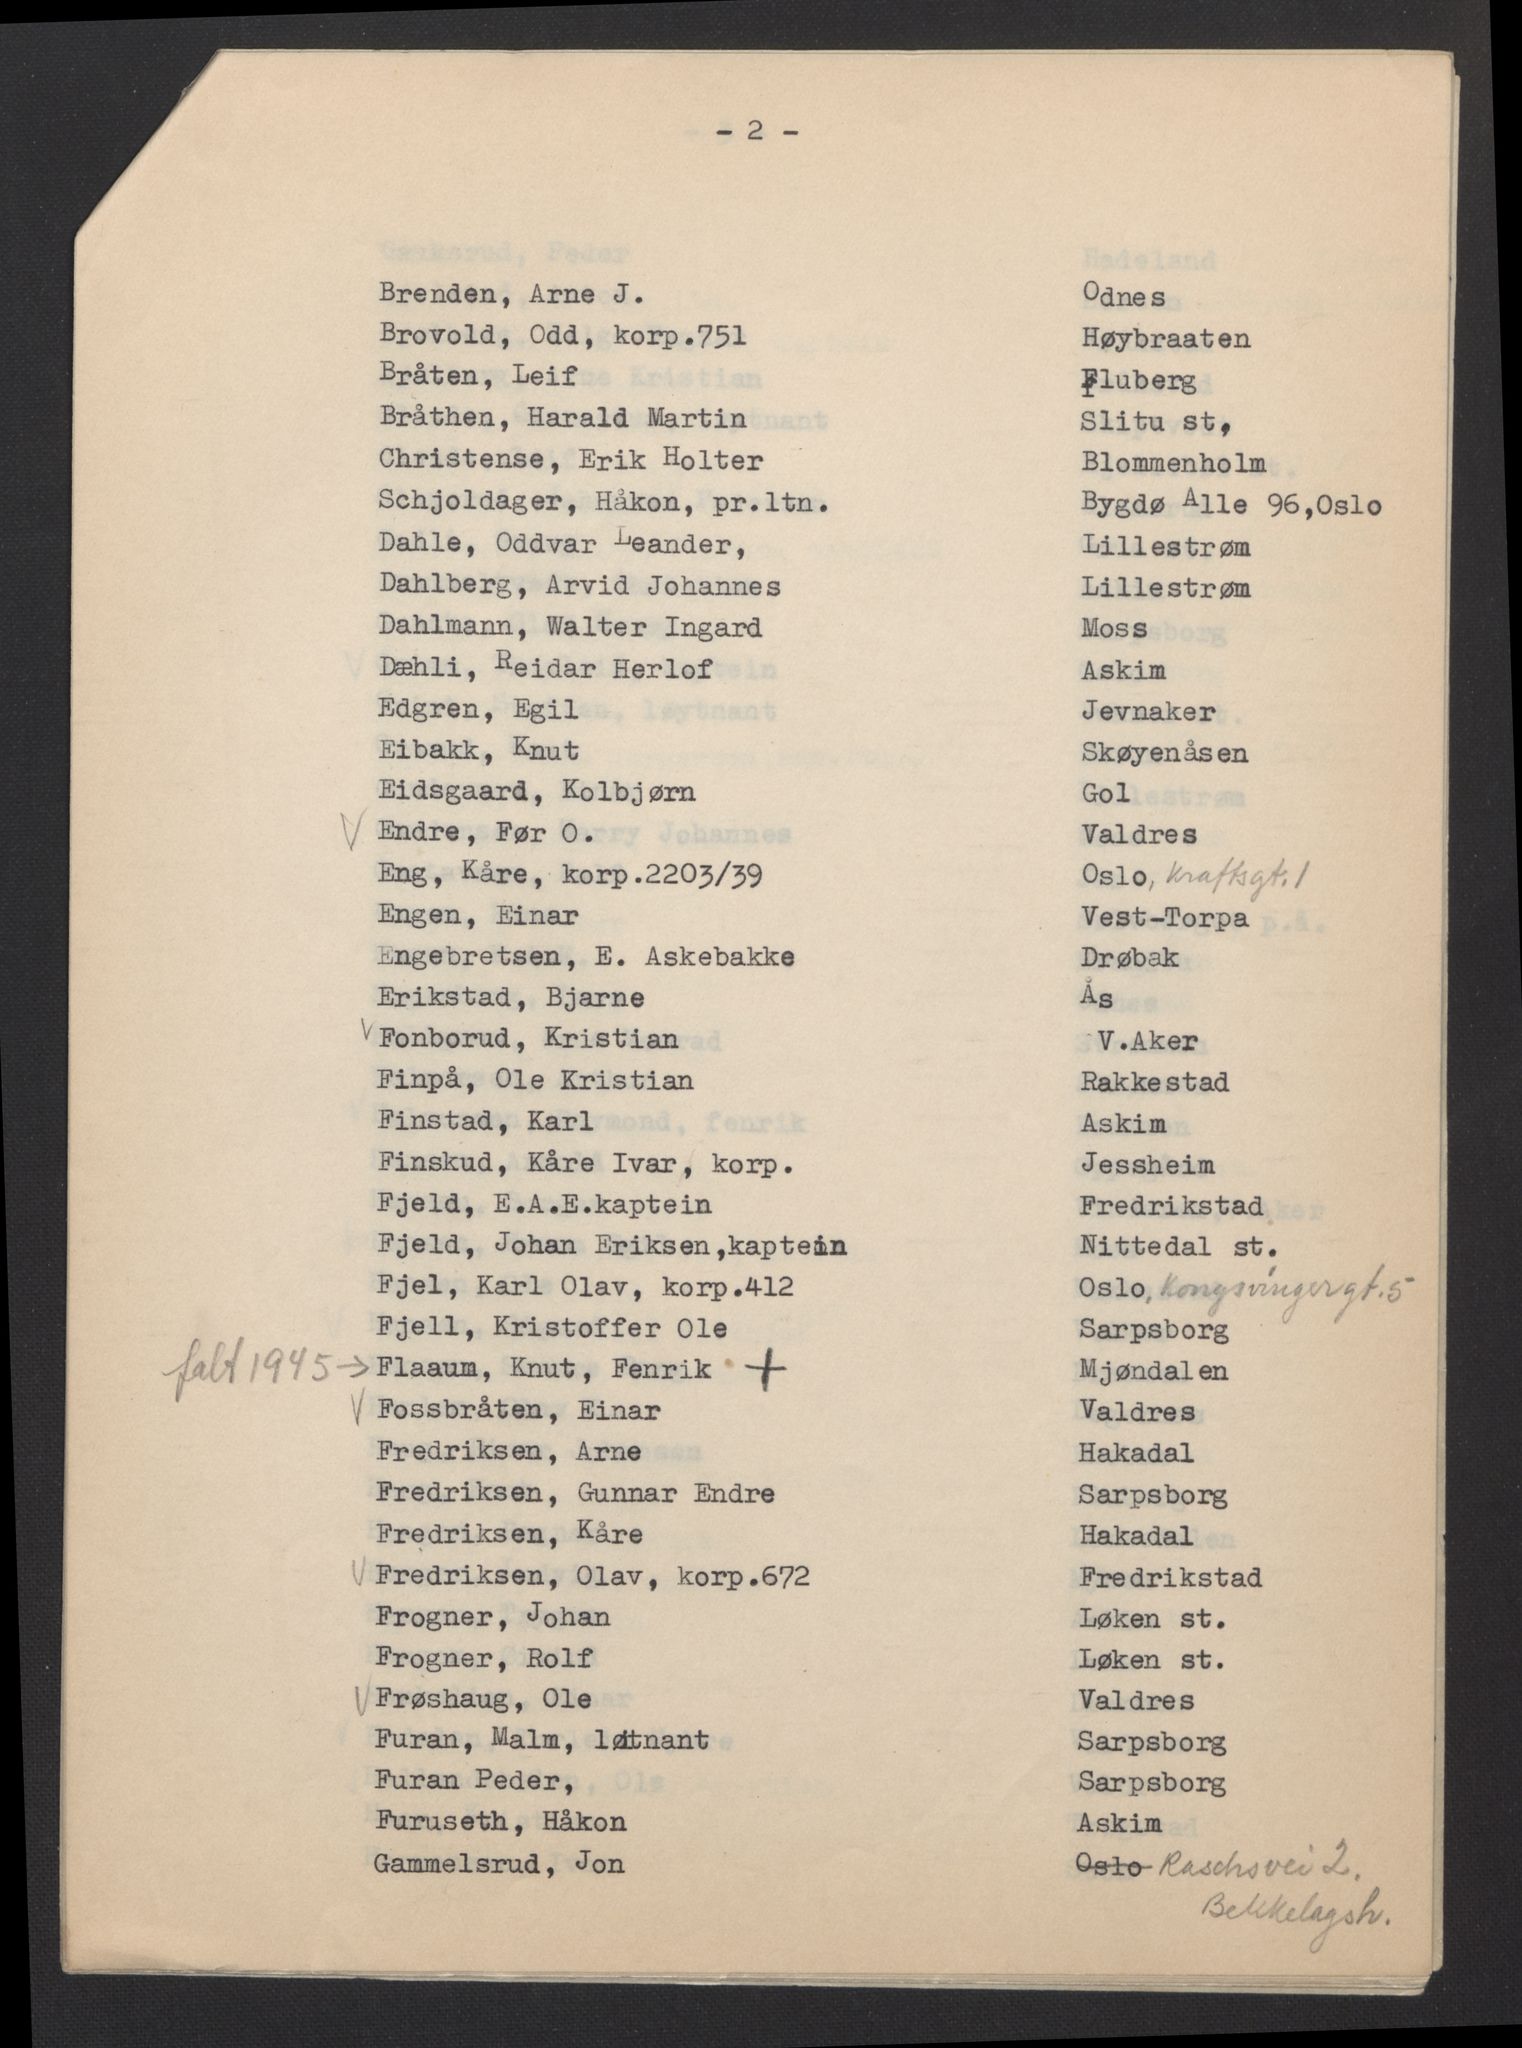 - 2 -
Brenden, Arne J. Odnes
Brovold, Odd, korp.751 Høybraaten
Bråten, Leif Fluberg
Bråthen, Harald Martin Slitu st,
Christense, Erik Holter Blommenholm
Schjoldager, Håkon, pr.ltn. Bygdø Alle 96,Oslo
Dahle, Oddvar Leander, Lillestrøm
Dahlberg, Arvid Johannes Lillestrøm
Dahlmann, Walter Ingard Moss
Dæhli, Reidar Herlof Askim
Edgren, Egil Jevnaker
Eibakk, Knut Skøyenåsen
Eidsgaard, Kolbjørn Gol
V Endre, Før O. Valdres
Eng, Kåre, korp.2203/39 Oslo, Kraftsgt. 1
Engen, Einar Vest-Torpa
Engebretsen, E. Askebakke Drøbak
Erikstad, Bjarne Ås
V Fonborud, Kristian V.Aker
Finpå, Ole Kristian Rakkestad
Finstad, Karl Askim
Finskud, Kåre Ivar, korp. Jessheim
Fjeld, E.A.E.kaptein Fredrikstad
Fjeld, Johan Eriksen,kaptein Nittedal st.
Fjel, Karl Olav, korp.412 Oslo, Kongsvingergt. 5
Fjell, Kristoffer Ole Sarpsborg
falt 1945 → Flaaum, Knut, Fenrik + Mjøndalen
V Fossbråten, Einar Valdres
Fredriksen, Arne Hakadal
Fredriksen, Gunnar Endre Sarpsborg
Fredriksen, Kåre Hakadal
V Fredriksen, Olav, korp.672 Fredrikstad
Frogner, Johan Løken st.
Frogner, Rolf Løken st.
V Frøshaug, Ole Valdres
Furan, Malm, løitnant Sarpsborg
Furan Peder, Sarpsborg
Furuseth, Håkon Askim
Gammelsrud, Jon Oslo Raschsvei 2.
Bekkelagsh.